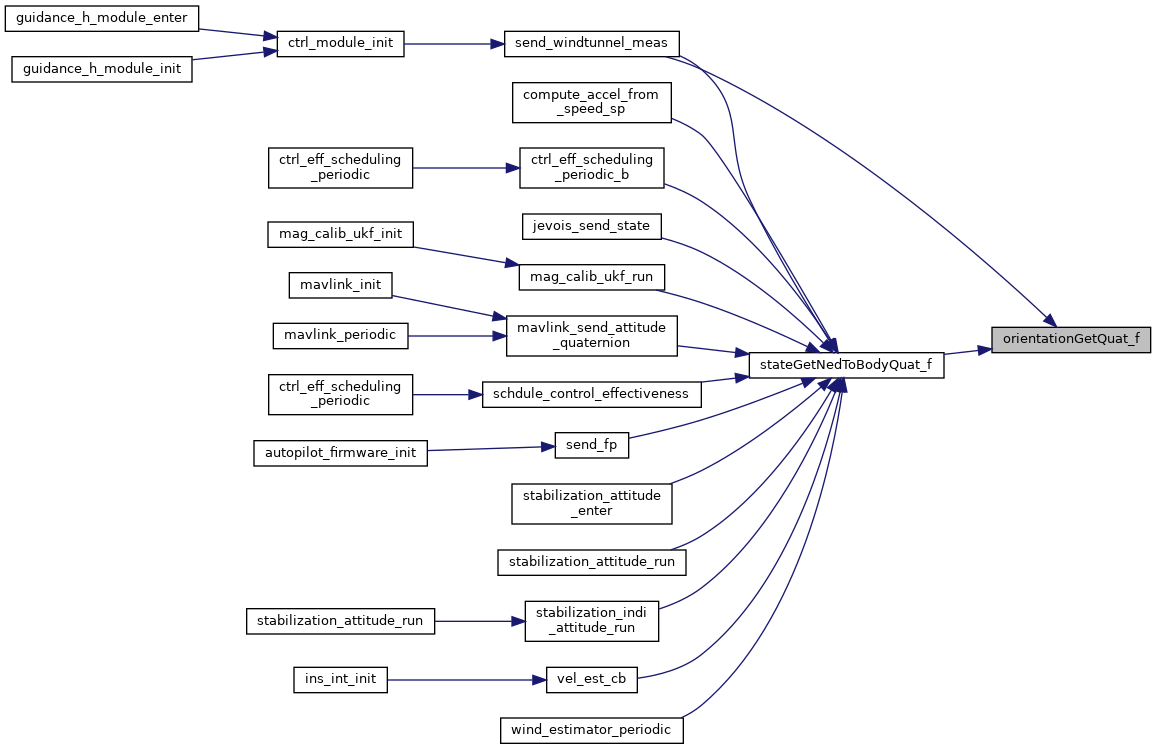 guidance_h_module_enter
guidance_h_module_init
ctrl_module_init
send_windtunnel_meas
compute_accel_from
_speed_sp
ctrl_eff_scheduling
_periodic
ctrl_eff_scheduling
_periodic_b
jevois_send_state
mag_calib_ukf_init
mag_calib_ukf_run
mavlink_init
mavlink_periodic
mavlink_send_attitude
_quaternion
ctrl_eff_scheduling
_periodic
schdule_control_effectiveness
autopilot_firmware_init
send_fp
stabilization_attitude
_enter
stabilization_attitude_run
stabilization_attitude_run
stabilization_indi
_attitude_run
ins_int_init
vel_est_cb
wind_estimator_periodic
stateGetNedToBodyQuat_f
orientationGetQuat_f